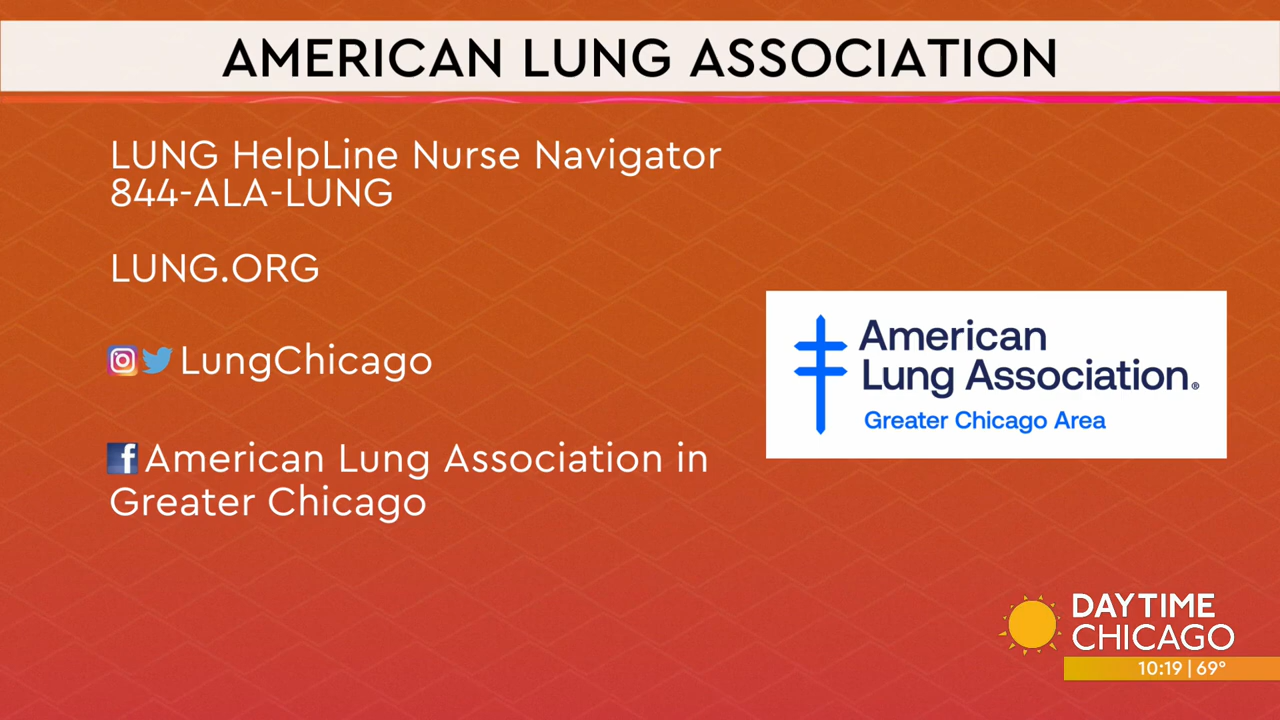 AMERICAN LUNG ASSOCIATION
LUNG HelpLine Nurse Navigator
844-ALA-LUNG
LUNG.ORG
LungChicago
American Lung Association in
Greater Chicago
American
Lung Association®
Greater Chicago Area
DAYTIME
CHICAGO
10:19 | 69°